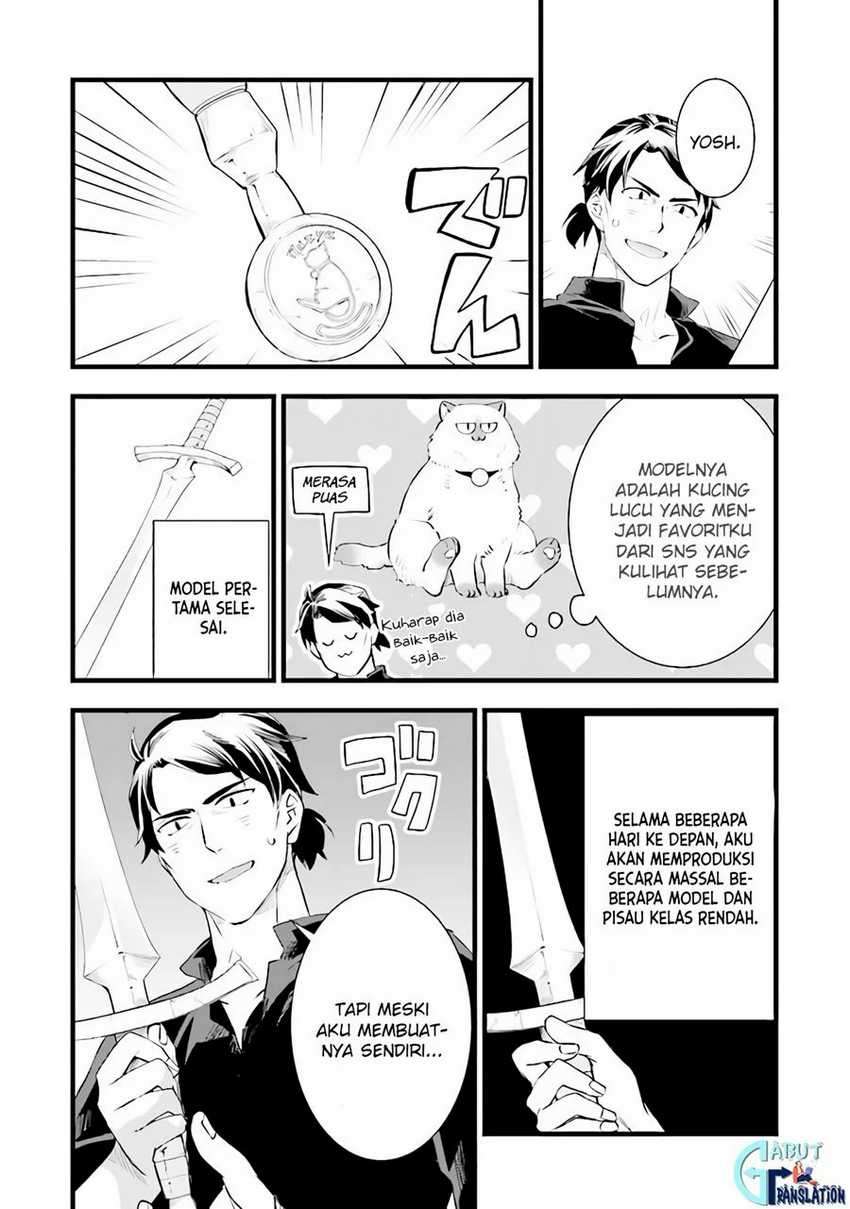 YOSH.
でん
MODELNYA
ADALAH KUCING
LUCU YANG MEN-
JADI FAVORITKU
DARI SNS YANG
KULIHAT SEBE-
LUMNYA.
MERASA
PUAS
Kuharap dia
baik-baik
saja...
MODEL PER-
TAMA SELE-
SAI.
SELAMA BEBERAPA
HARI KE DEPAN, AKU
AKAN MEMPRODUKSI
SECARA MASSAL BE-
BERAPA MODEL DAN
PISAU KELAS RENDAH.
ゴクリ
TAPI MESKI
AKU MEMBUAT-
NYA SENDIRI...
GABUT
TRANSLATION